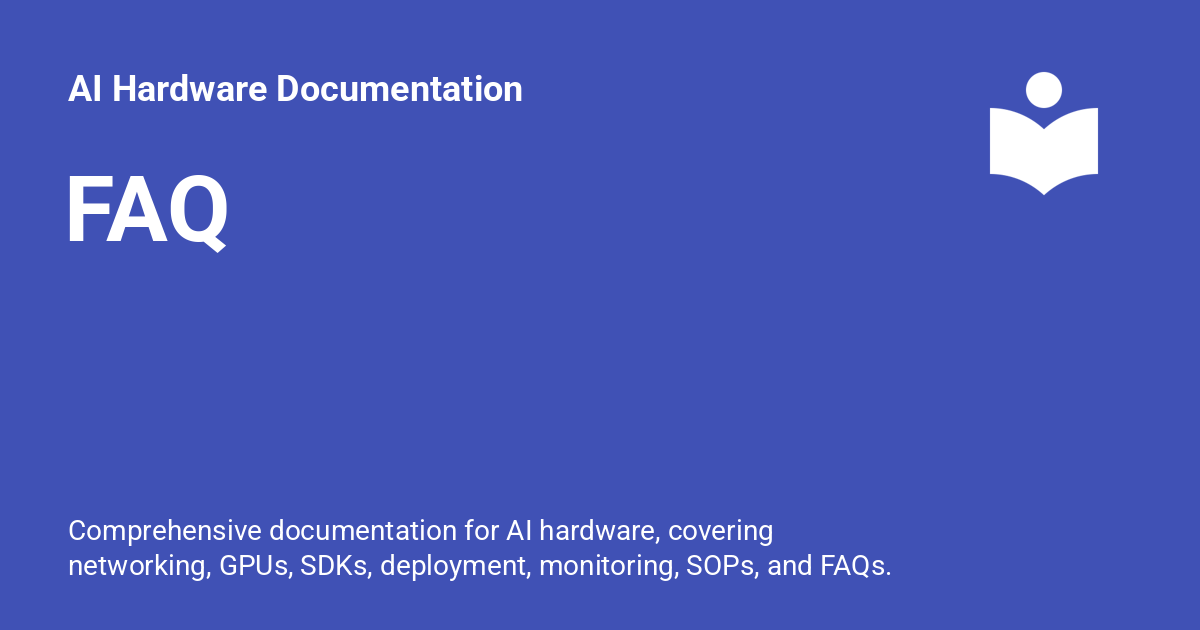 AI Hardware Documentation
FAQ
Comprehensive documentation for AI hardware, covering
networking, GPUs, SDKs, deployment, monitoring, SOPs, and FAQs.